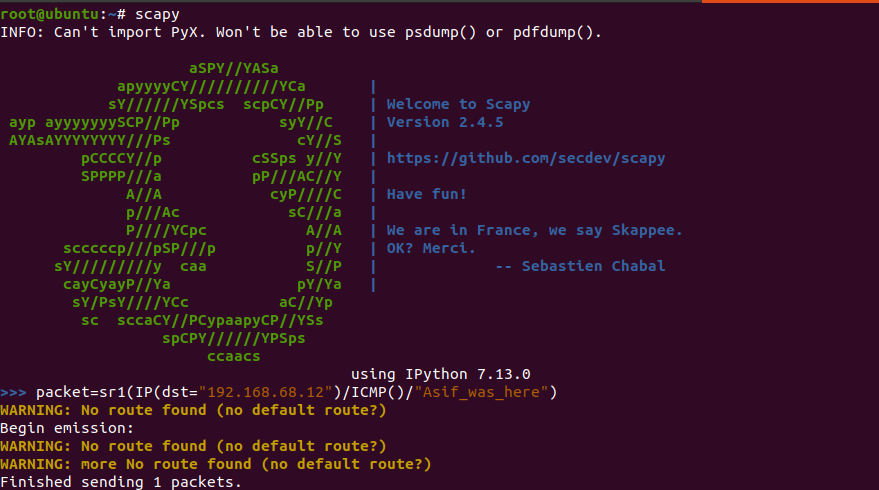 root@ubuntu:~# scapy
INFO: Can't import PyX. Won't be able to use psdump() or pdfdump().
                     aSPY//YASa
             apyyyyCY//////////YCa       |
            sY//////YSpcs  scpCY//Pp     | Welcome to Scapy
 ayp ayyyyyyySCP//Pp           syY//C    | Version 2.4.5
 AYAsAYYYYYYYY///Ps              cY//S   |
         pCCCCY//p          cSSps y//Y   | https://github.com/secdev/scapy
         SPPPP///a          pP///AC//Y   |
              A//A            cyP////C   | Have fun!
              p///Ac            sC///a   |
              P////YCpc           A//A   | We are in France, we say Skappee.
       scccccp///pSP///p          p//Y   | OK? Merci.
      sY/////////y  caa           S//P   |             -- Sebastien Chabal
       cayCyayP//Ya              pY/Ya   |
        sY/PsY////YCc          aC//Yp
         sc  sccaCY//PCypaapyCP//YSs
                  spCPY//////YPSps
                       ccaacs
                                       using IPython 7.13.0
>>> packet=sr1(IP(dst="192.168.68.12")/ICMP()/"Asif_was_here")
WARNING: No route found (no default route?)
Begin emission:
WARNING: No route found (no default route?)
WARNING: more No route found (no default route?)
Finished sending 1 packets.